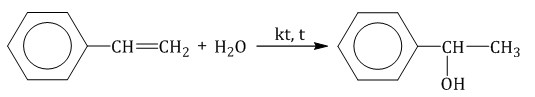 CH=CH₂ + H₂O kt, t CH—CH₃
OH